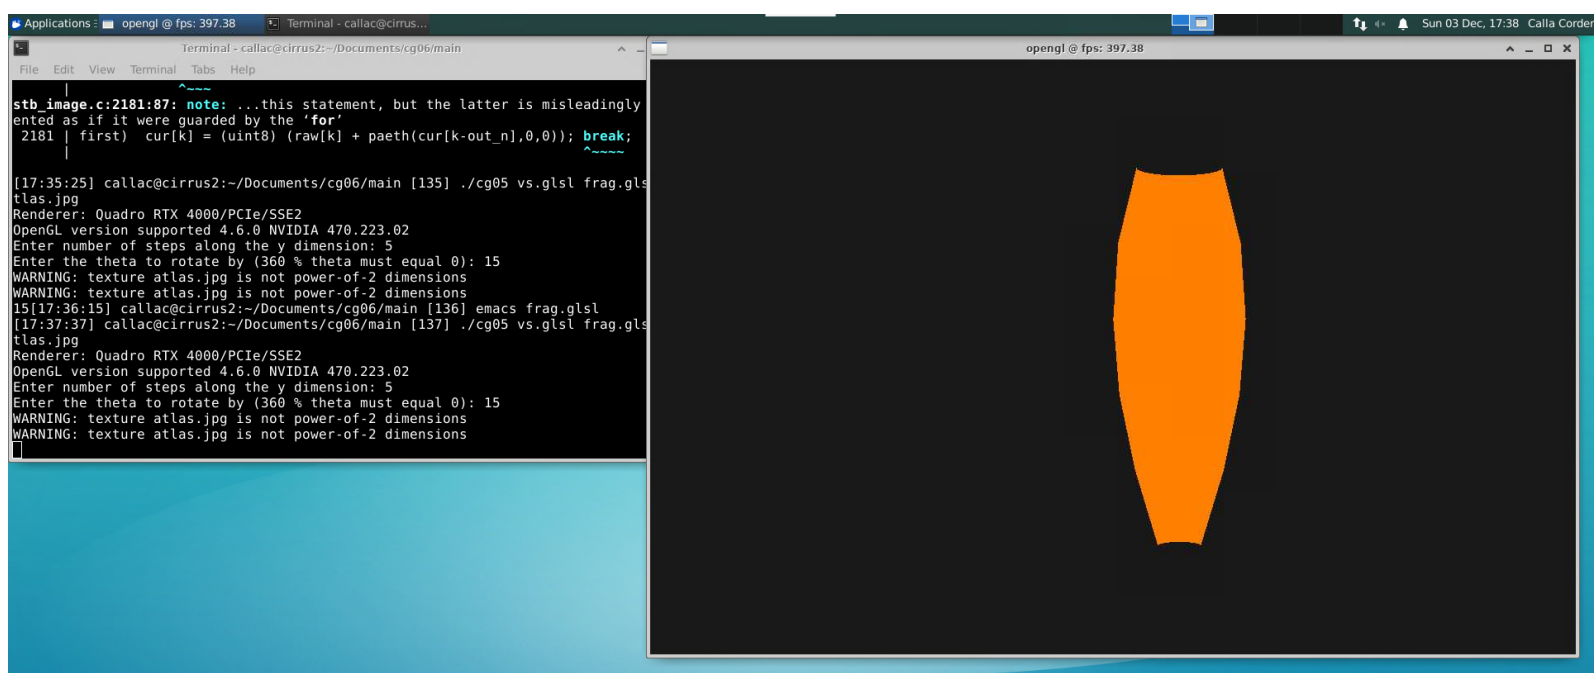 Applications
opengl @ fps: 397.38
Terminal - callac@cirrus...
Sun 03 Dec, 17:38 Calla Corder
Terminal - callac@cirrus2:~/Documents/cg06/main
File Edit View Terminal Tabs Help
| ^~~~
stb_image.c:2181:87: note: ...this statement, but the latter is misleadingly
ented as if it were guarded by the ‘for’
2181 | first) cur[k] = (uint8) (raw[k] + paeth(cur[k-out_n],0,0)); break;
| ^~~~~
[17:35:25] callac@cirrus2:~/Documents/cg06/main [135] ./cg05 vs.glsl frag.gls
tlas.jpg
Renderer: Quadro RTX 4000/PCIe/SSE2
OpenGL version supported 4.6.0 NVIDIA 470.223.02
Enter number of steps along the y dimension: 5
Enter the theta to rotate by (360 % theta must equal 0): 15
WARNING: texture atlas.jpg is not power-of-2 dimensions
WARNING: texture atlas.jpg is not power-of-2 dimensions
15[17:36:15] callac@cirrus2:~/Documents/cg06/main [136] emacs frag.glsl
[17:37:37] callac@cirrus2:~/Documents/cg06/main [137] ./cg05 vs.glsl frag.gls
tlas.jpg
Renderer: Quadro RTX 4000/PCIe/SSE2
OpenGL version supported 4.6.0 NVIDIA 470.223.02
Enter number of steps along the y dimension: 5
Enter the theta to rotate by (360 % theta must equal 0): 15
WARNING: texture atlas.jpg is not power-of-2 dimensions
WARNING: texture atlas.jpg is not power-of-2 dimensions
opengl @ fps: 397.38